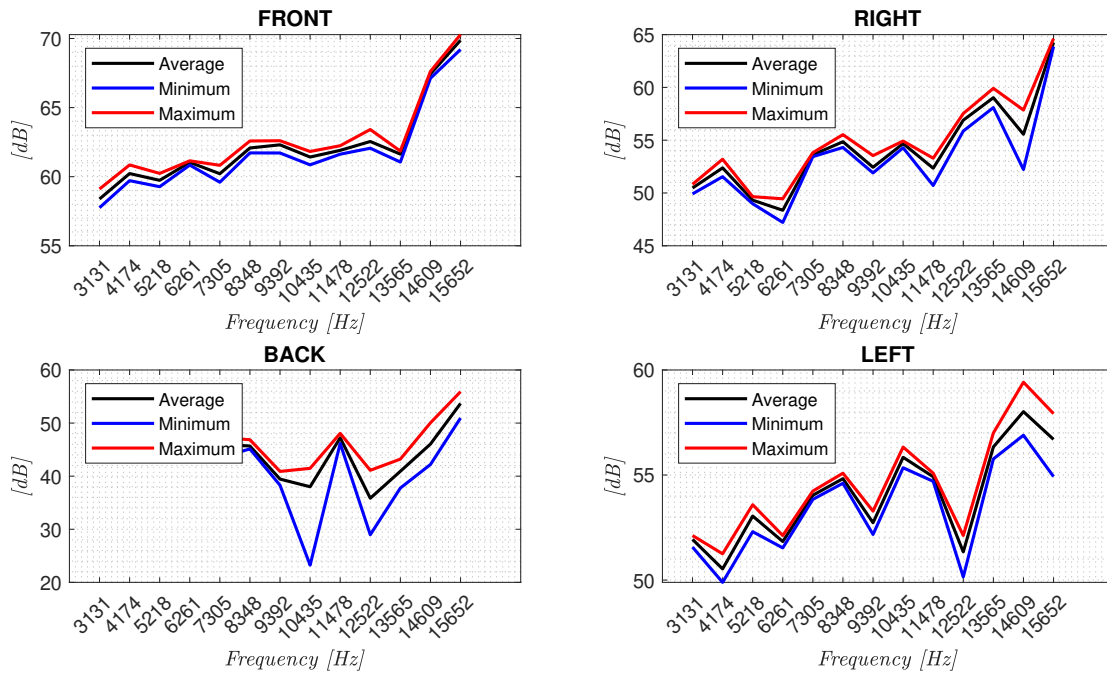 FRONT
70
65
60
55
[dB]
Average
Minimum
Maximum
3131
4174
5218
6261
7305
8348
9392
10435
11478
12522
13565
14609
15652
Frequency [Hz]
RIGHT
65
60
55
50
45
[dB]
Average
Minimum
Maximum
3131
4174
5218
6261
7305
8348
9392
10435
11478
12522
13565
14609
15652
Frequency [Hz]
BACK
60
50
40
30
20
[dB]
Average
Minimum
Maximum
3131
4174
5218
6261
7305
8348
9392
10435
11478
12522
13565
14609
15652
Frequency [Hz]
LEFT
60
55
50
[dB]
Average
Minimum
Maximum
3131
4174
5218
6261
7305
8348
9392
10435
11478
12522
13565
14609
15652
Frequency [Hz]